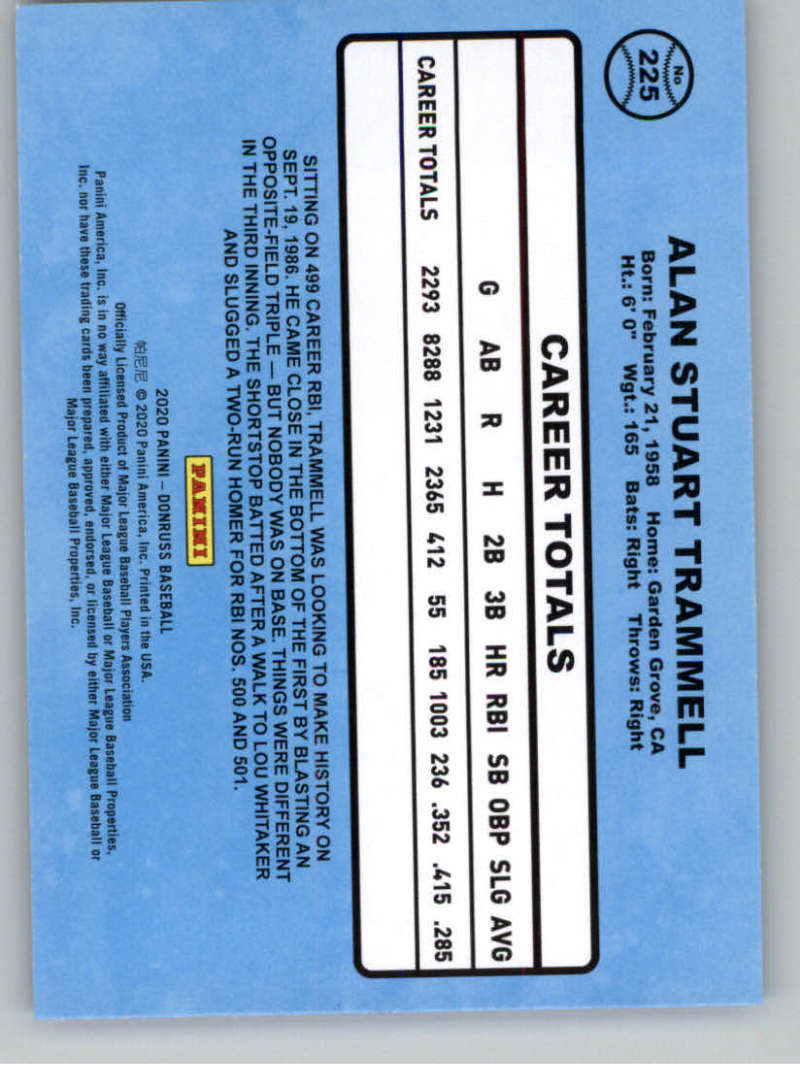 No
225
ALAN STUART TRAMMELL
Born: February 21, 1958 Home: Garden Grove, CA
Ht.: 6' 0" Wgt.: 165 Bats: Right Throws: Right
CAREER TOTALS
G AB R H 2B 3B HR RBI SB OBP SLG AVG
CAREER TOTALS 2293 8288 1231 2365 412 55 185 1003 236 .352 .415 .285
SITTING ON 499 CAREER RBI, TRAMMELL WAS LOOKING TO MAKE HISTORY ON
SEPT. 19, 1986. HE CAME CLOSE IN THE BOTTOM OF THE FIRST BY BLASTING AN
OPPOSITE-FIELD TRIPLE — BUT NOBODY WAS ON BASE. THINGS WERE DIFFERENT
IN THE THIRD INNING. THE SHORTSTOP BATTED AFTER A WALK TO LOU WHITAKER
AND SLUGGED A TWO-RUN HOMER FOR RBI NOS. 500 AND 501.
PANINI
2020 PANINI – DONRUSS BASEBALL
帕尼尼 © 2020 Panini America, Inc. Printed in the USA.
Officially Licensed Product of Major League Baseball Players Association
Panini America, Inc. is in no way affiliated with either Major League Baseball or Major League Baseball Properties,
Inc. nor have these trading cards been prepared, approved, endorsed, or licensed by either Major League Baseball or
Major League Baseball Properties, Inc.